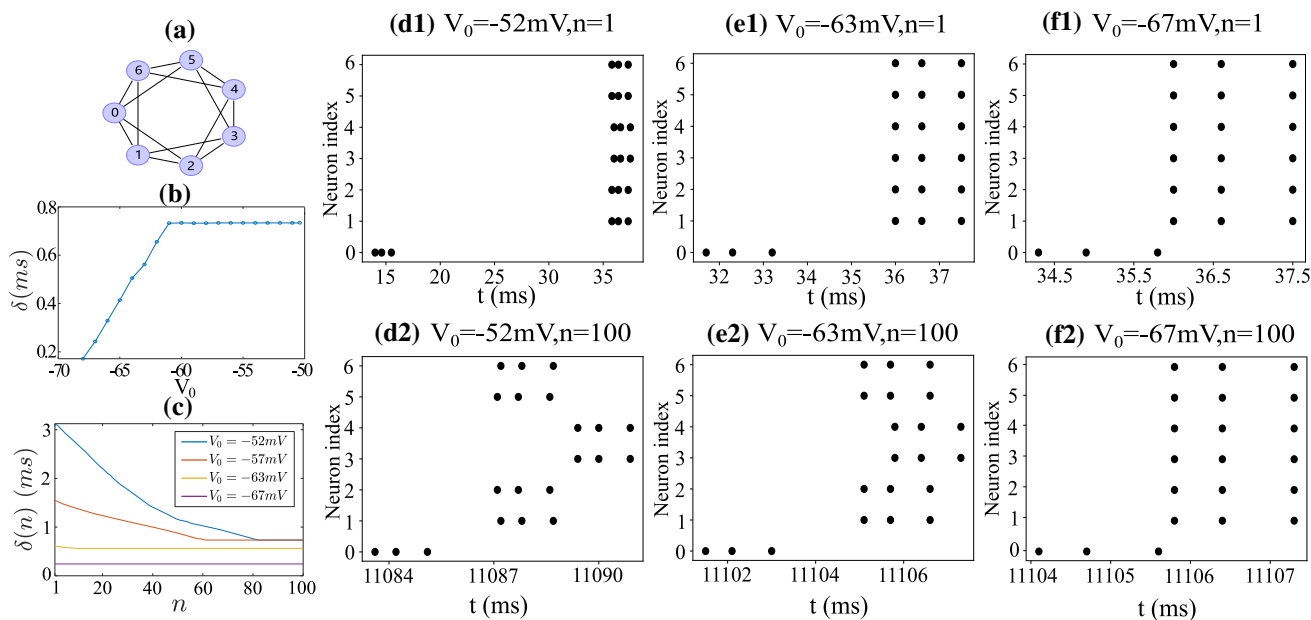 (a)
5
6
4
0
3
1
2
(b)
0.8
0.6
0.4
0.2
δ(ms)
-70 -65 -60 -55 -50
V₀
(c)
3
2
1
0
δ(n) (ms)
V₀ = −52mV
V₀ = −57mV
V₀ = −63mV
V₀ = −67mV
1 20 40 60 80 100
n
(d1) V₀=-52mV,n=1
Neuron index
6
5
4
3
2
1
0
15 20 25 30 35
t (ms)
(e1) V₀=-63mV,n=1
Neuron index
6
5
4
3
2
1
0
32 33 34 35 36 37
t (ms)
(f1) V₀=-67mV,n=1
Neuron index
6
5
4
3
2
1
0
34.5 35.5 36.5 37.5
t (ms)
(d2) V₀=-52mV,n=100
Neuron index
6
5
4
3
2
1
0
11084 11087 11090
t (ms)
(e2) V₀=-63mV,n=100
Neuron index
6
5
4
3
2
1
0
11102 11104 11106
t (ms)
(f2) V₀=-67mV,n=100
Neuron index
6
5
4
3
2
1
0
11104 11105 11106 11107
t (ms)